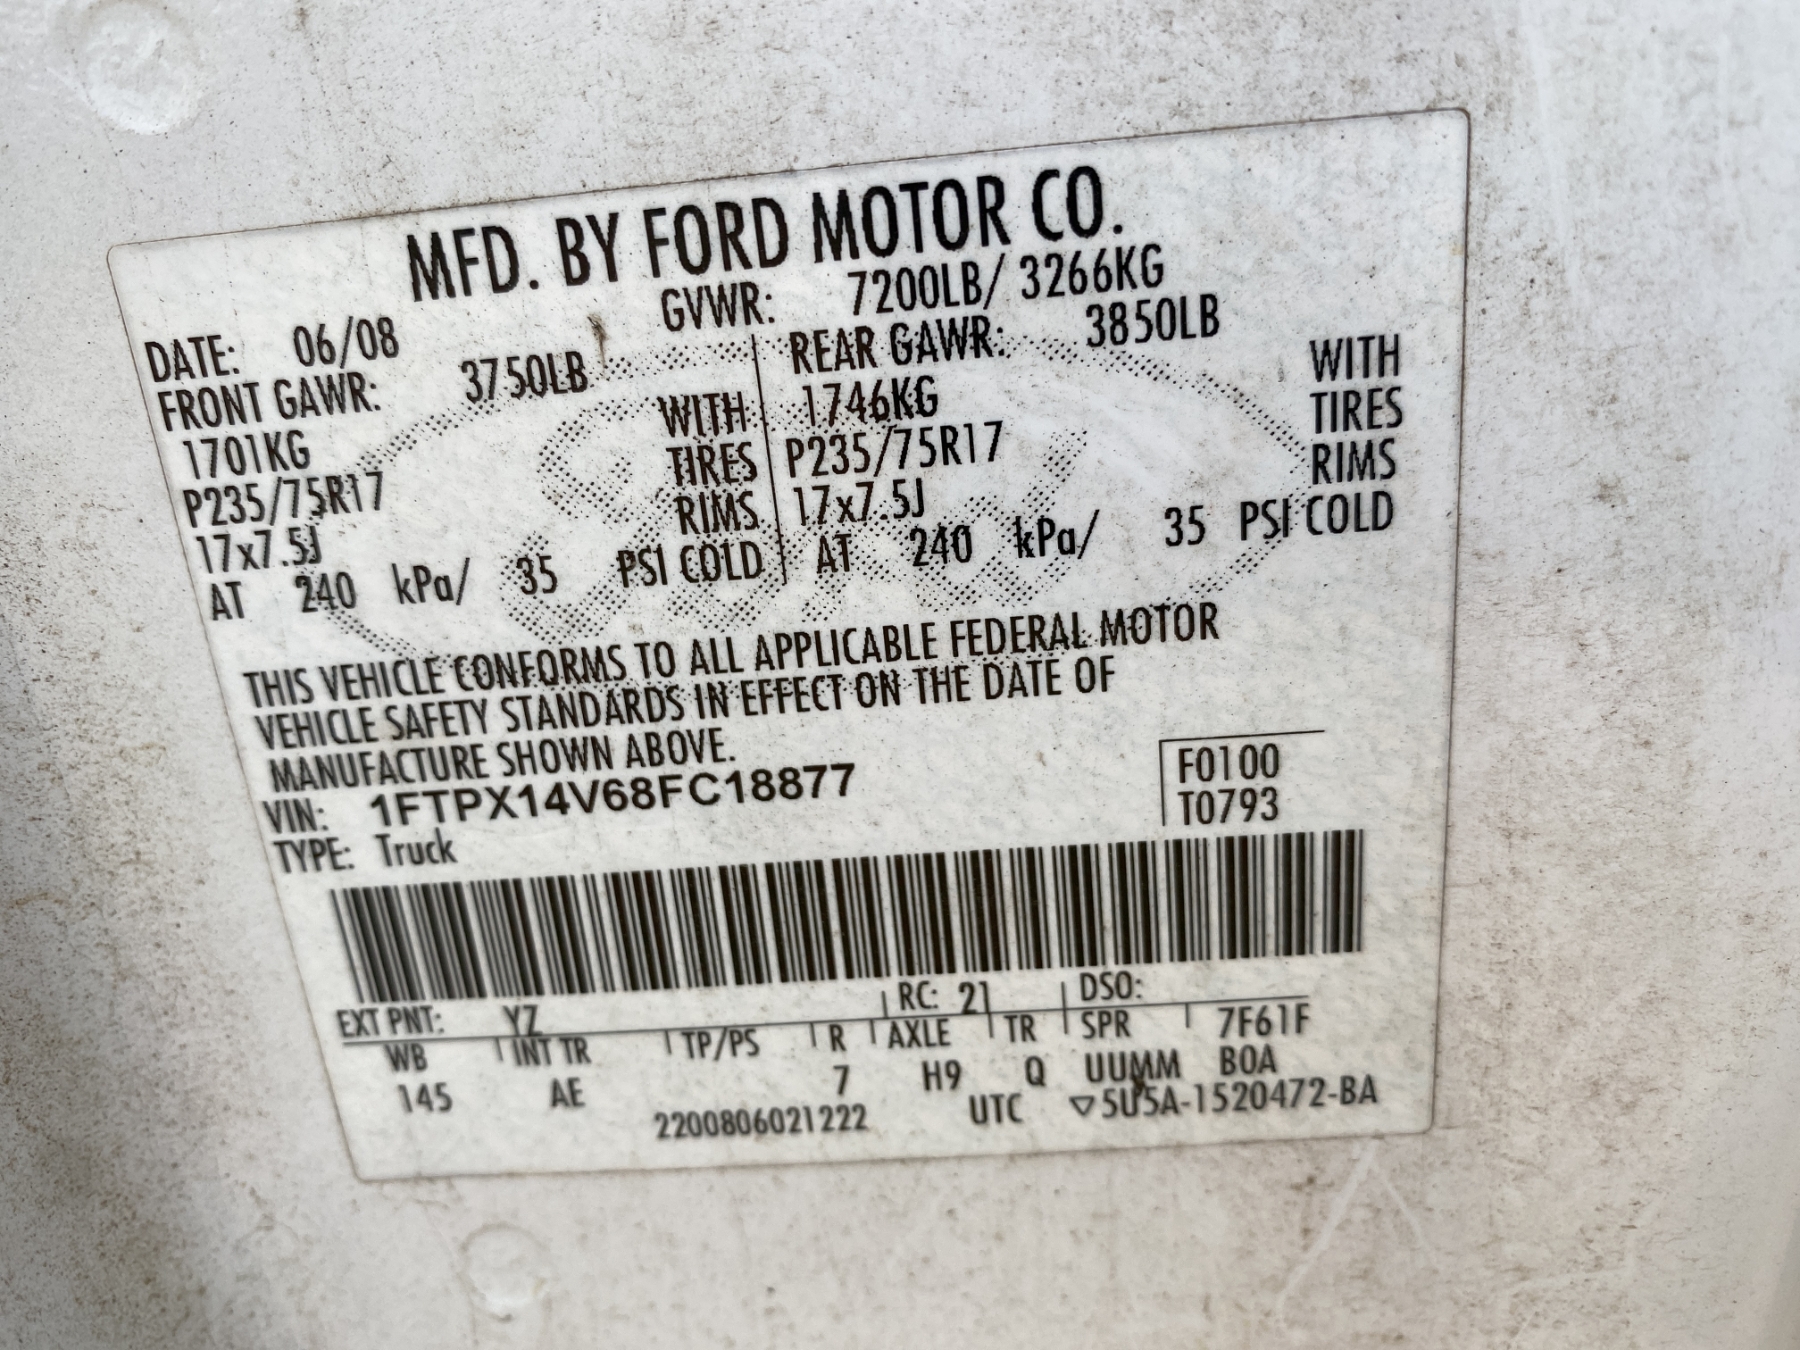 MFD. BY FORD MOTOR CO.
DATE: 06/08 GVWR: 7200LB/ 3266KG
FRONT GAWR: 3750LB REAR GAWR: 3850LB
1701KG WITH 1746KG WITH
P235/75R17 TIRES P235/75R17 TIRES
17x7.5J RIMS 17x7.5J RIMS
AT 240 kPa/ 35 PSI COLD AT 240 kPa/ 35 PSI COLD
THIS VEHICLE CONFORMS TO ALL APPLICABLE FEDERAL MOTOR
VEHICLE SAFETY STANDARDS IN EFFECT ON THE DATE OF
MANUFACTURE SHOWN ABOVE.
VIN: 1FTPX14V68FC18877 F0100
TYPE: Truck T0793
EXT PNT: YZ RC: 21 DSO:
WB INT TR TP/PS R AXLE TR SPR 7F61F
145 AE 7 H9 Q UUMM BOA
2200806021222 UTC ▽5U5A-1520472-BA